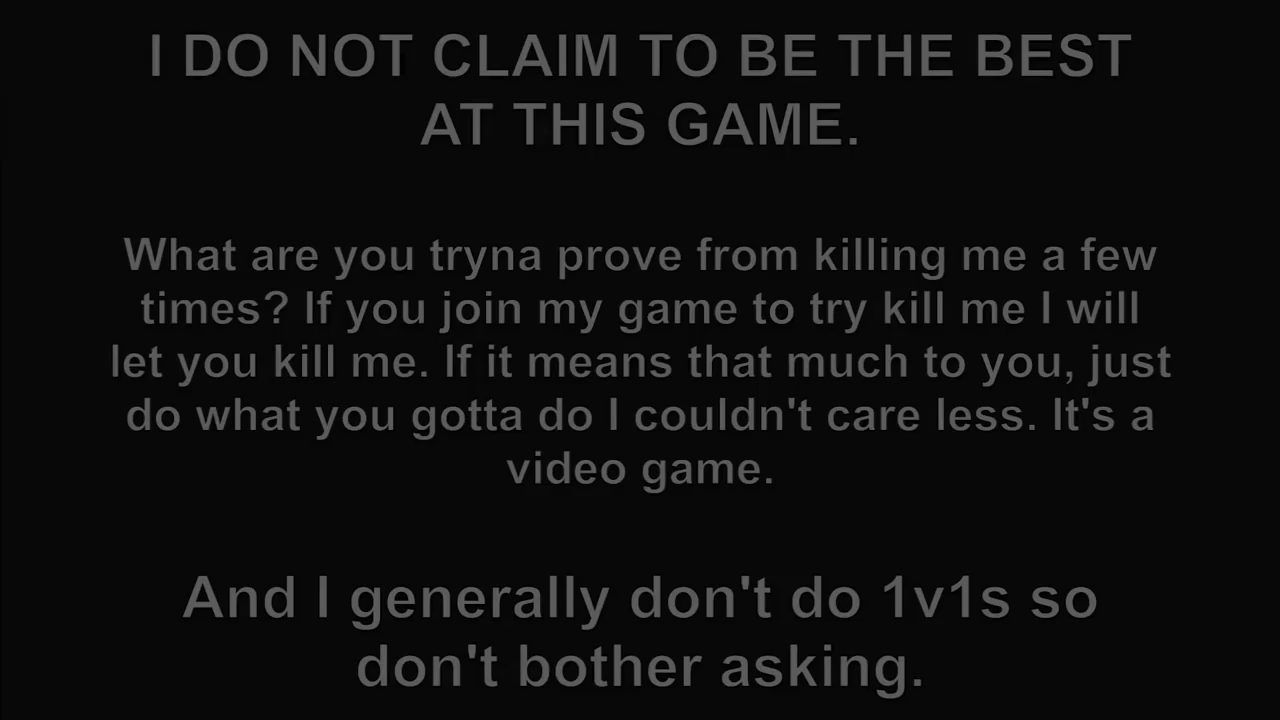 I DO NOT CLAIM TO BE THE BEST
AT THIS GAME.
What are you tryna prove from killing me a few
times? If you join my game to try kill me I will
let you kill me. If it means that much to you, just
do what you gotta do I couldn't care less. It's a
video game.
And I generally don't do 1v1s so
don't bother asking.